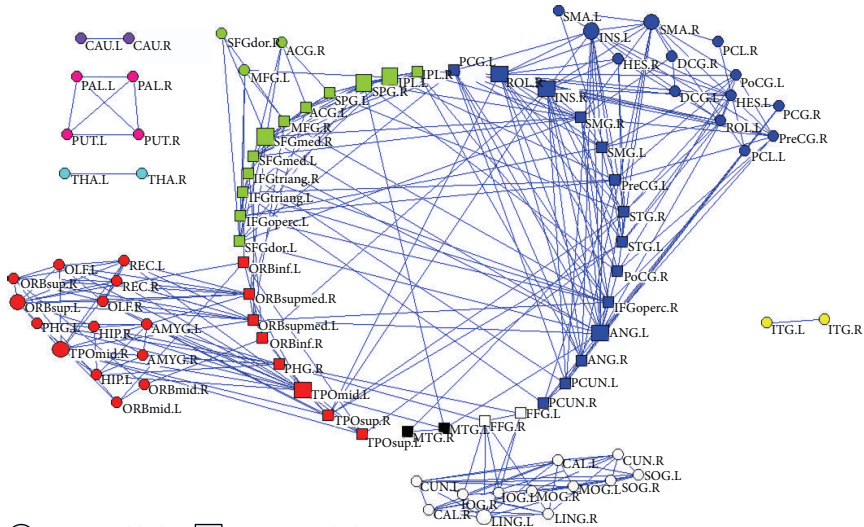 SMA.L
INS.L
SMA.R
SFGdor.R
ACG.R
CAU.L
CAU.R
PCL.R
HES.R
DCG.R
MFG.L
PCG.L
IPL.R
IPL.L
ROL.R
PoCG.L
PAL.L
PAL.R
SPG.R
SPG.L
INS.R
DCG.L
HES.L
PCG.R
ACG.L
MFG.R
SMG.R
ROL.L
PUT.L
PUT.R
SFGmed.R
PreCG.R
SFGmed.L
SMG.L
PCL.L
THA.L
THA.R
IFGtriang.R
PreCG.L
IFGtriang.L
IFGoperc.L
STG.R
SFGdor.L
STG.L
ORBinf.L
REC.L
OLF.L
PoCG.R
ORBsup.R
REC.R
ORBsupmed.R
ORBsup.L
OLF.R
IFGoperc.R
PHG.L
HIP.R
AMYG.L
ORBsupmed.L
ANG.L
ITG.L
ITG.R
ORBinf.R
TPOmid.R
AMYG.R
PHG.R
ANG.R
HIP.L
ORBmid.R
TPOmid.L
PCUN.L
ORBmid.L
PCUN.R
TPOsup.R
FFG.L
FFG.R
TPOsup.L
MTG.R
MTG.L
CUN.R
CAL.L
SOG.L
CUN.L
MOG.L
SOG.R
IOG.R
IOG.L
MOG.R
CAL.R
LING.L
LING.R